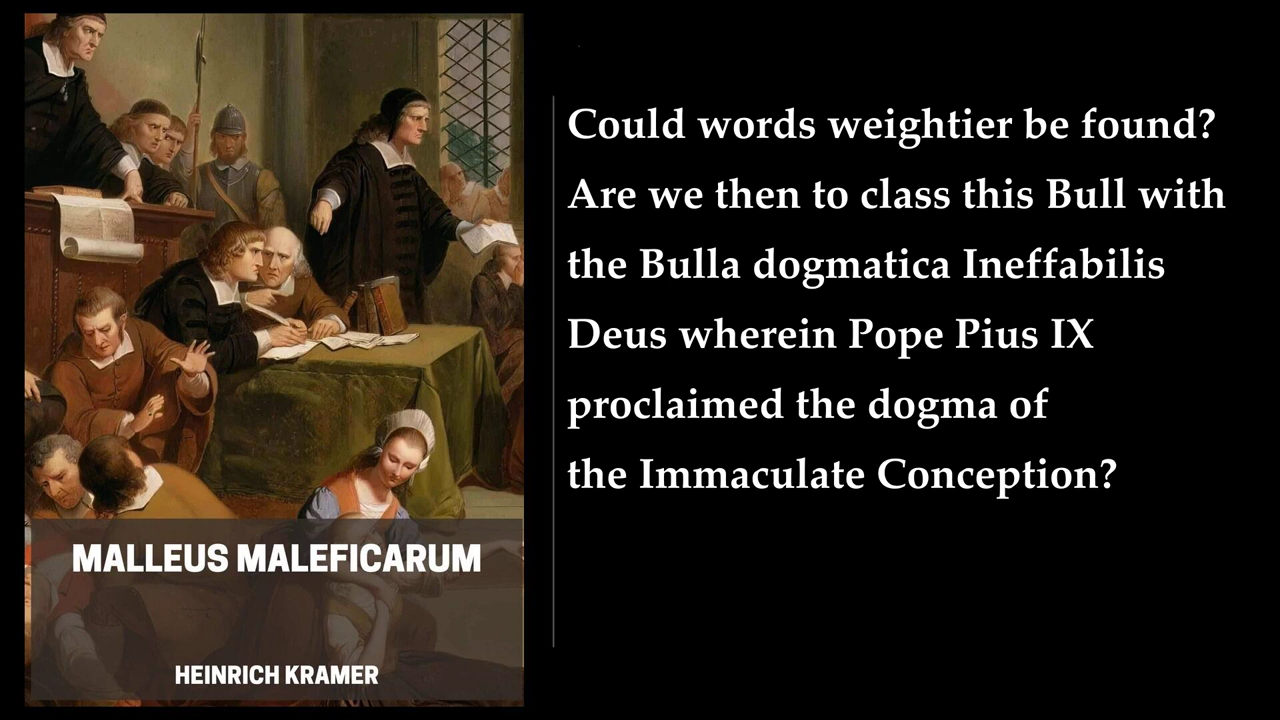 MALLEUS MALEFICARUM
HEINRICH KRAMER
Could words weightier be found?
Are we then to class this Bull with
the Bulla dogmatica Ineffabilis
Deus wherein Pope Pius IX
proclaimed the dogma of
the Immaculate Conception?